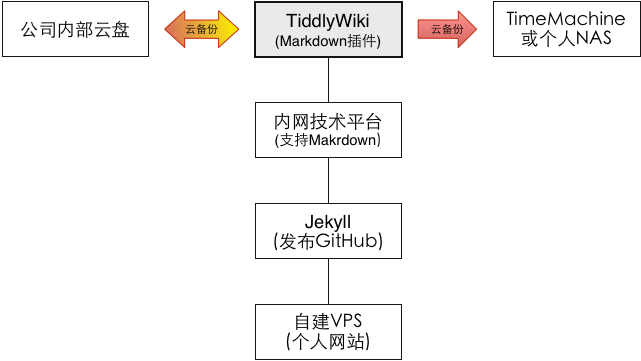 公司内部云盘
云备份
TiddlyWiki
(Markdown插件)
云备份
TimeMachine
或个人NAS
内网技术平台
(支持Makrdown)
Jekyll
(发布GitHub)
自建VPS
(个人网站)